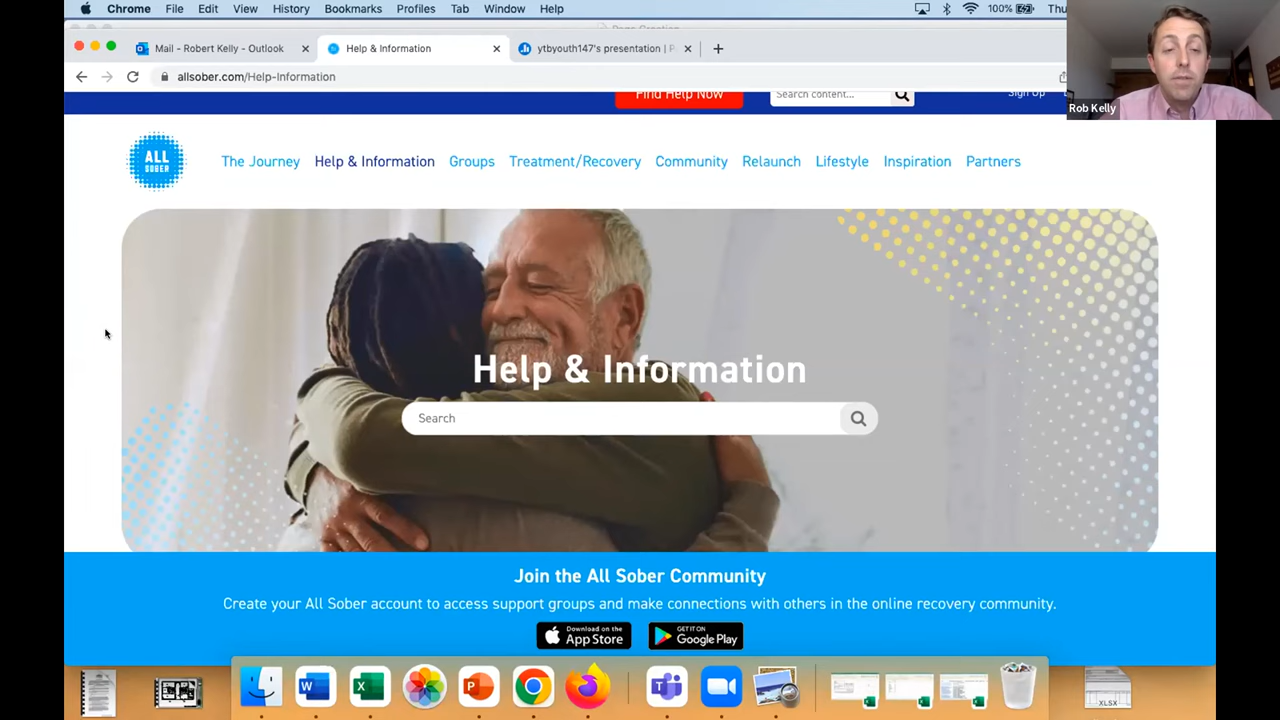 Chrome File Edit View History Bookmarks Profiles Tab Window Help 100% Thu
Mail - Robert Kelly - Outlook Help & Information ytbyouth147's presentation | P
allsober.com/Help-Information
Find Help Now Search content... Sign Up
Rob Kelly
ALL
SOBER
The Journey Help & Information Groups Treatment/Recovery Community Relaunch Lifestyle Inspiration Partners
Help & Information
Search
Join the All Sober Community
Create your All Sober account to access support groups and make connections with others in the online recovery community.
Download on the
App Store
GET IT ON
Google Play
XLSX